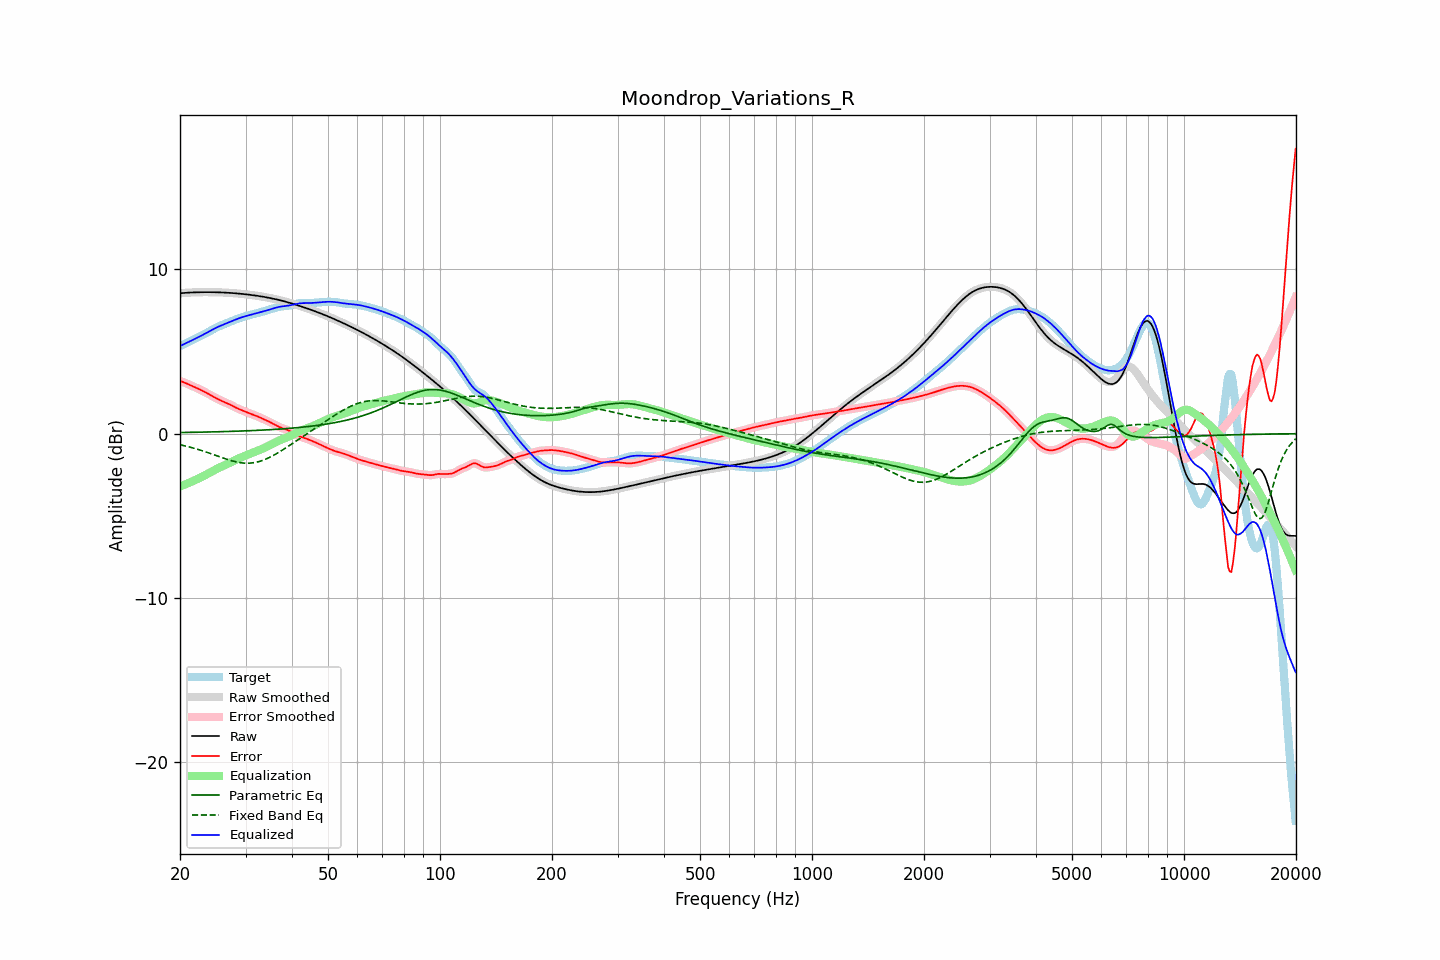 Moondrop_Variations_R
Amplitude (dBr)
10
0
−10
−20
Target
Raw Smoothed
Error Smoothed
Raw
Error
Equalization
Parametric Eq
Fixed Band Eq
Equalized
20 50 100 200 500 1000 2000 5000 10000 20000
Frequency (Hz)